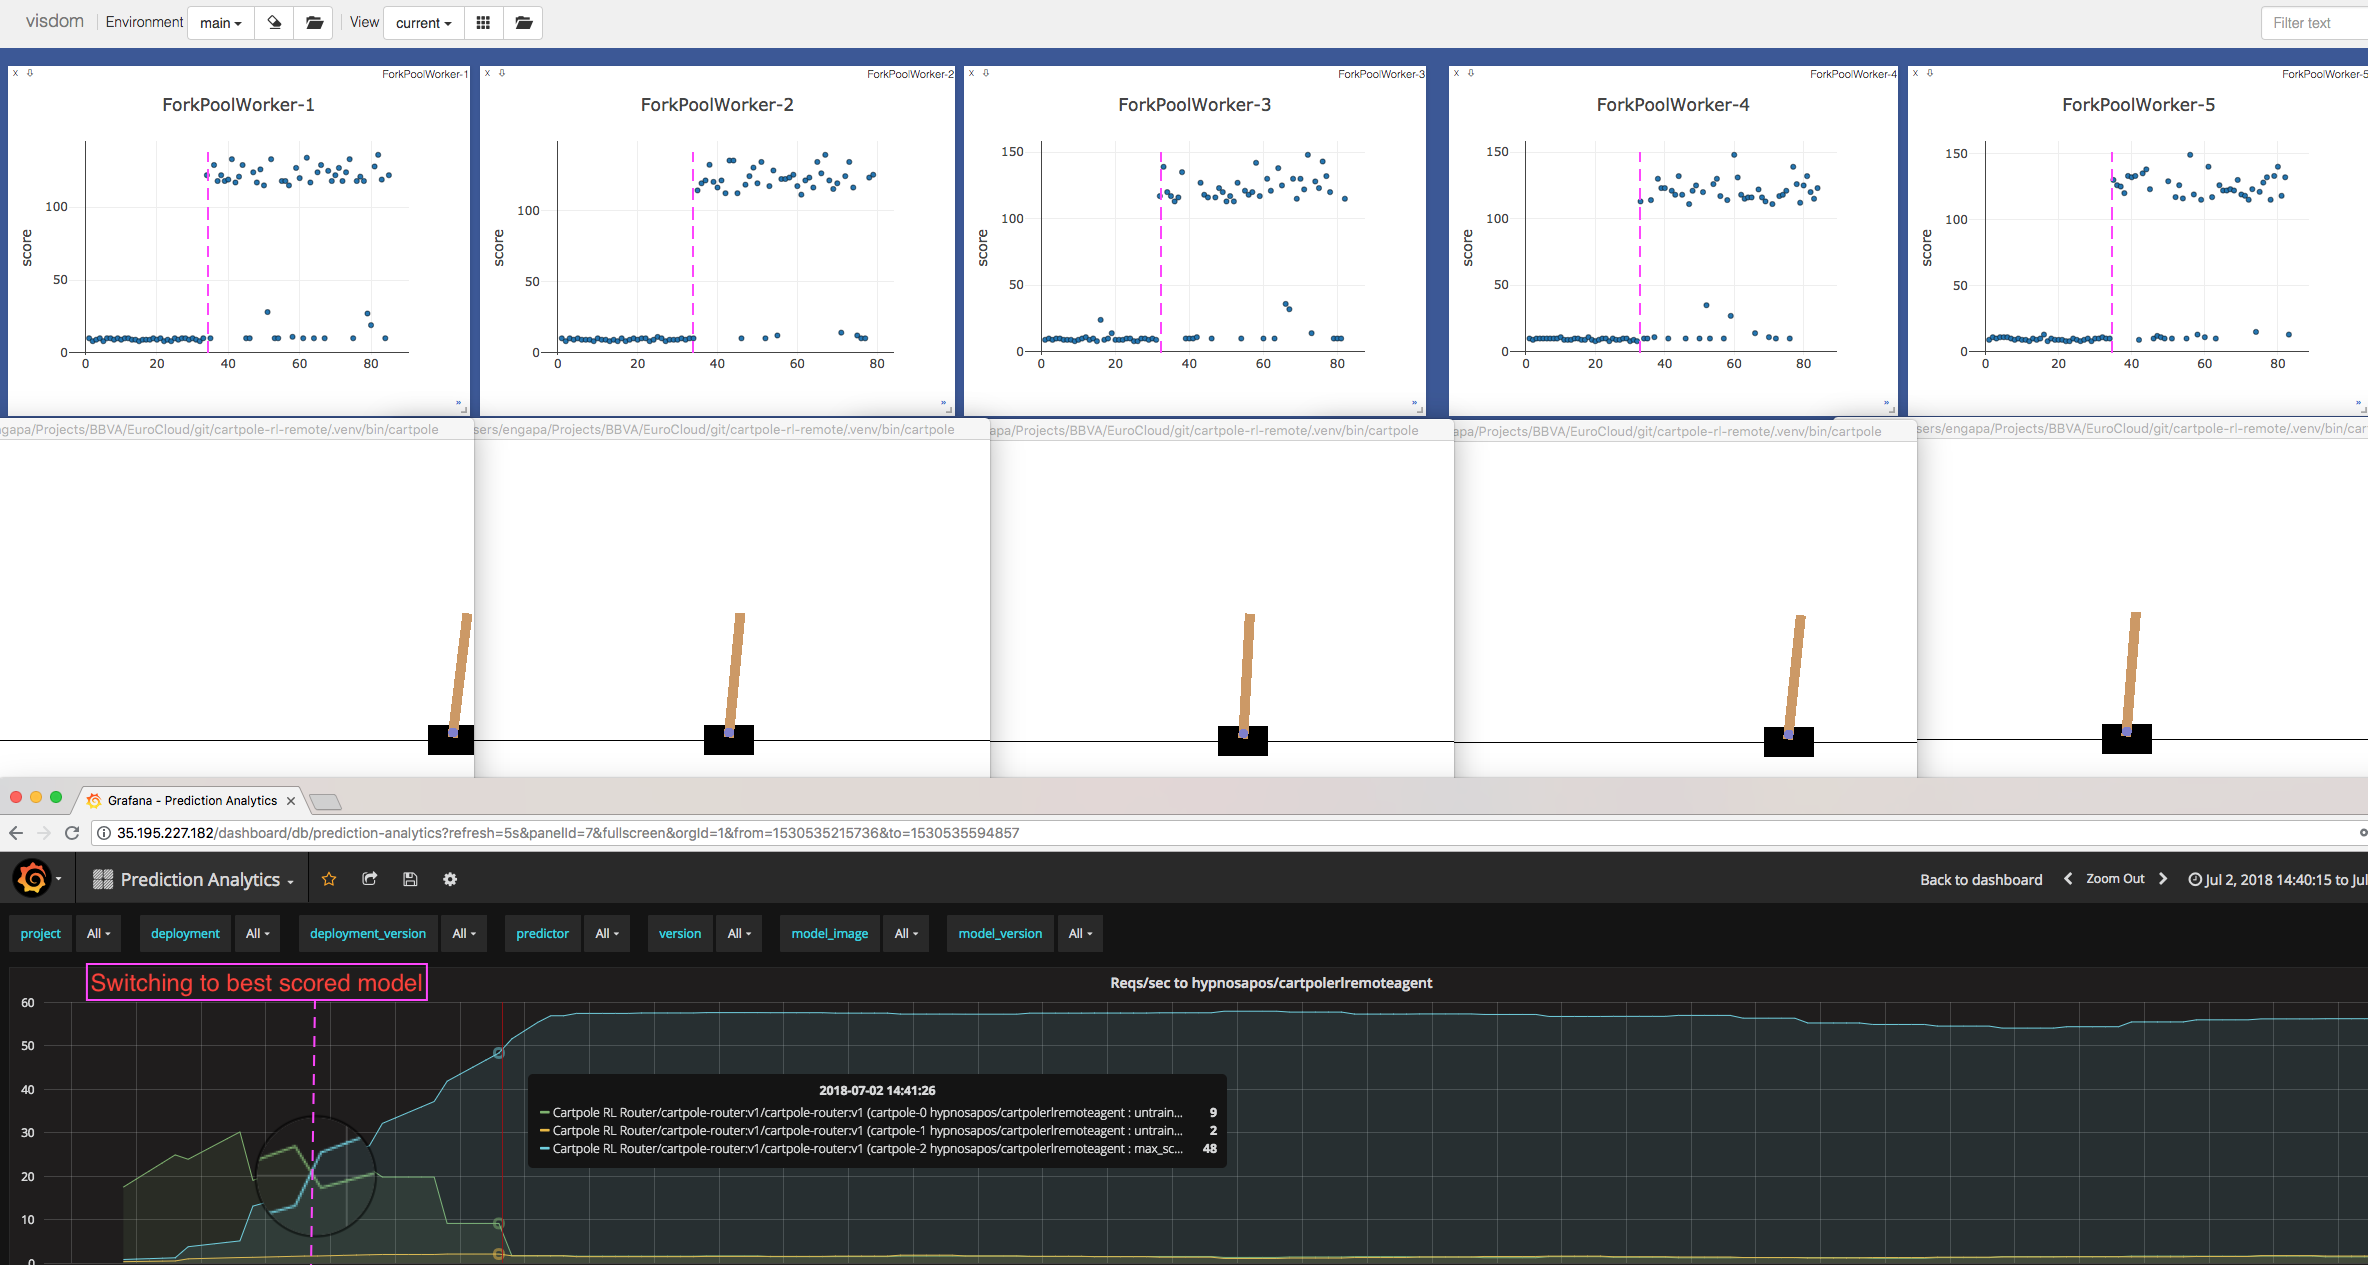 visdom Environment main View current Filter text
x ForkPoolWorker-1
x ForkPoolWorker-2
x ForkPoolWorker-3
x ForkPoolWorker-4
x ForkPoolWorker-5
ForkPoolWorker-1
score
100
50
0
0 20 40 60 80
»
ForkPoolWorker-2
score
100
50
0
0 20 40 60 80
»
ForkPoolWorker-3
score
150
100
50
0
0 20 40 60 80
»
ForkPoolWorker-4
score
150
100
50
0
0 20 40 60 80
»
ForkPoolWorker-5
score
150
100
50
0
0 20 40 60 80
»
ngapa/Projects/BBVA/EuroCloud/git/cartpole-rl-remote/.venv/bin/cartpole
sers/engapa/Projects/BBVA/EuroCloud/git/cartpole-rl-remote/.venv/bin/cartpole
apa/Projects/BBVA/EuroCloud/git/cartpole-rl-remote/.venv/bin/cartpole
apa/Projects/BBVA/EuroCloud/git/cartpole-rl-remote/.venv/bin/cartpole
sers/engapa/Projects/BBVA/EuroCloud/git/cartpole-rl-remote/.venv/bin/cart
Grafana - Prediction Analytics
35.195.227.182/dashboard/db/prediction-analytics?refresh=5s&panelId=7&fullscreen&orgId=1&from=1530535215736&to=1530535594857
Prediction Analytics Back to dashboard Zoom Out Jul 2, 2018 14:40:15 to Jul
project All deployment All deployment_version All predictor All version All model_image All model_version All
Switching to best scored model
Reqs/sec to hypnosapos/cartpolerlremoteagent
60
50
40
30
20
10
0
2018-07-02 14:41:26
Cartpole RL Router/cartpole-router:v1/cartpole-router:v1 (cartpole-0 hypnosapos/cartpolerlremoteagent : untrain... 9
Cartpole RL Router/cartpole-router:v1/cartpole-router:v1 (cartpole-1 hypnosapos/cartpolerlremoteagent : untrain... 2
Cartpole RL Router/cartpole-router:v1/cartpole-router:v1 (cartpole-2 hypnosapos/cartpolerlremoteagent : max_sc... 48